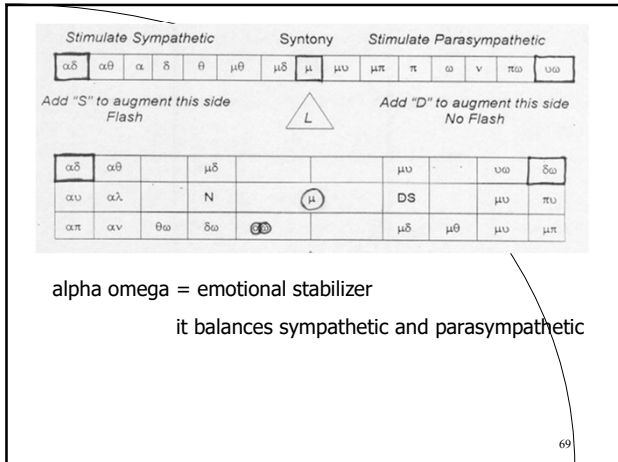 Stimulate Sympathetic Syntony Stimulate Parasympathetic
αδ αθ α δ θ μθ μδ μ μυ μπ π ω ν πω υω
Add "S" to augment this side Add "D" to augment this side
Flash L No Flash
αδ αθ μδ μυ υω δω
αυ αλ N μ DS μυ πυ
απ αν θω δω μδ μθ μυ μπ
alpha omega = emotional stabilizer
it balances sympathetic and parasympathetic
69